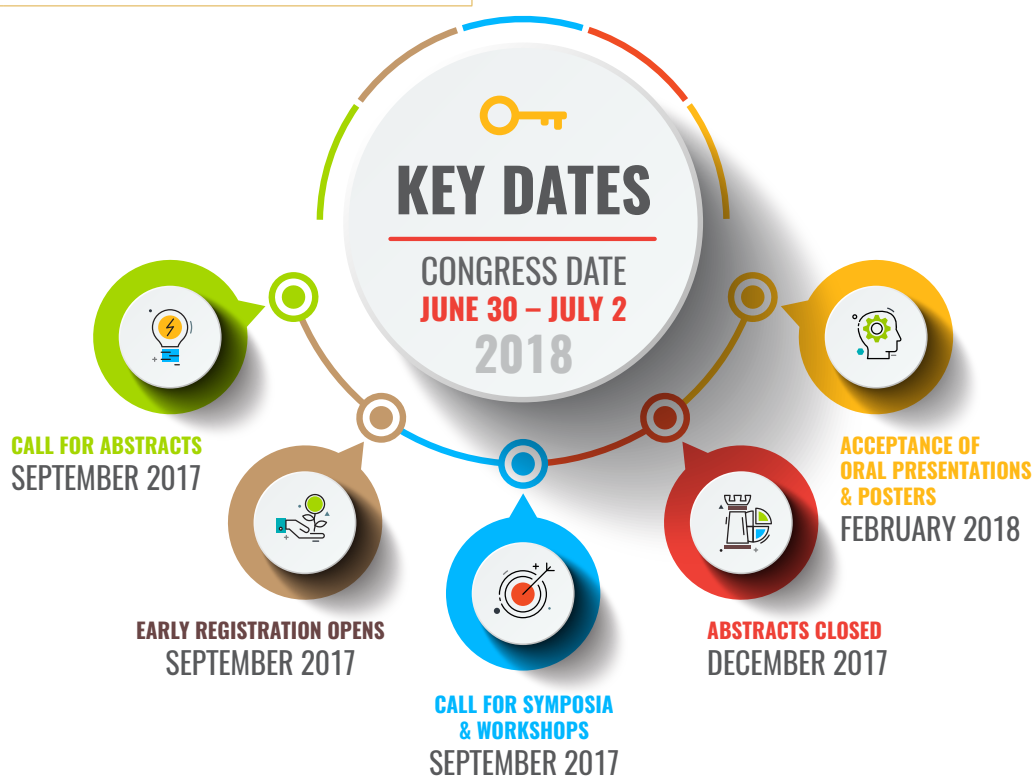 KEY DATES
CONGRESS DATE
JUNE 30 – JULY 2
2018
CALL FOR ABSTRACTS
SEPTEMBER 2017
EARLY REGISTRATION OPENS
SEPTEMBER 2017
CALL FOR SYMPOSIA
& WORKSHOPS
SEPTEMBER 2017
ABSTRACTS CLOSED
DECEMBER 2017
ACCEPTANCE OF
ORAL PRESENTATIONS
& POSTERS
FEBRUARY 2018